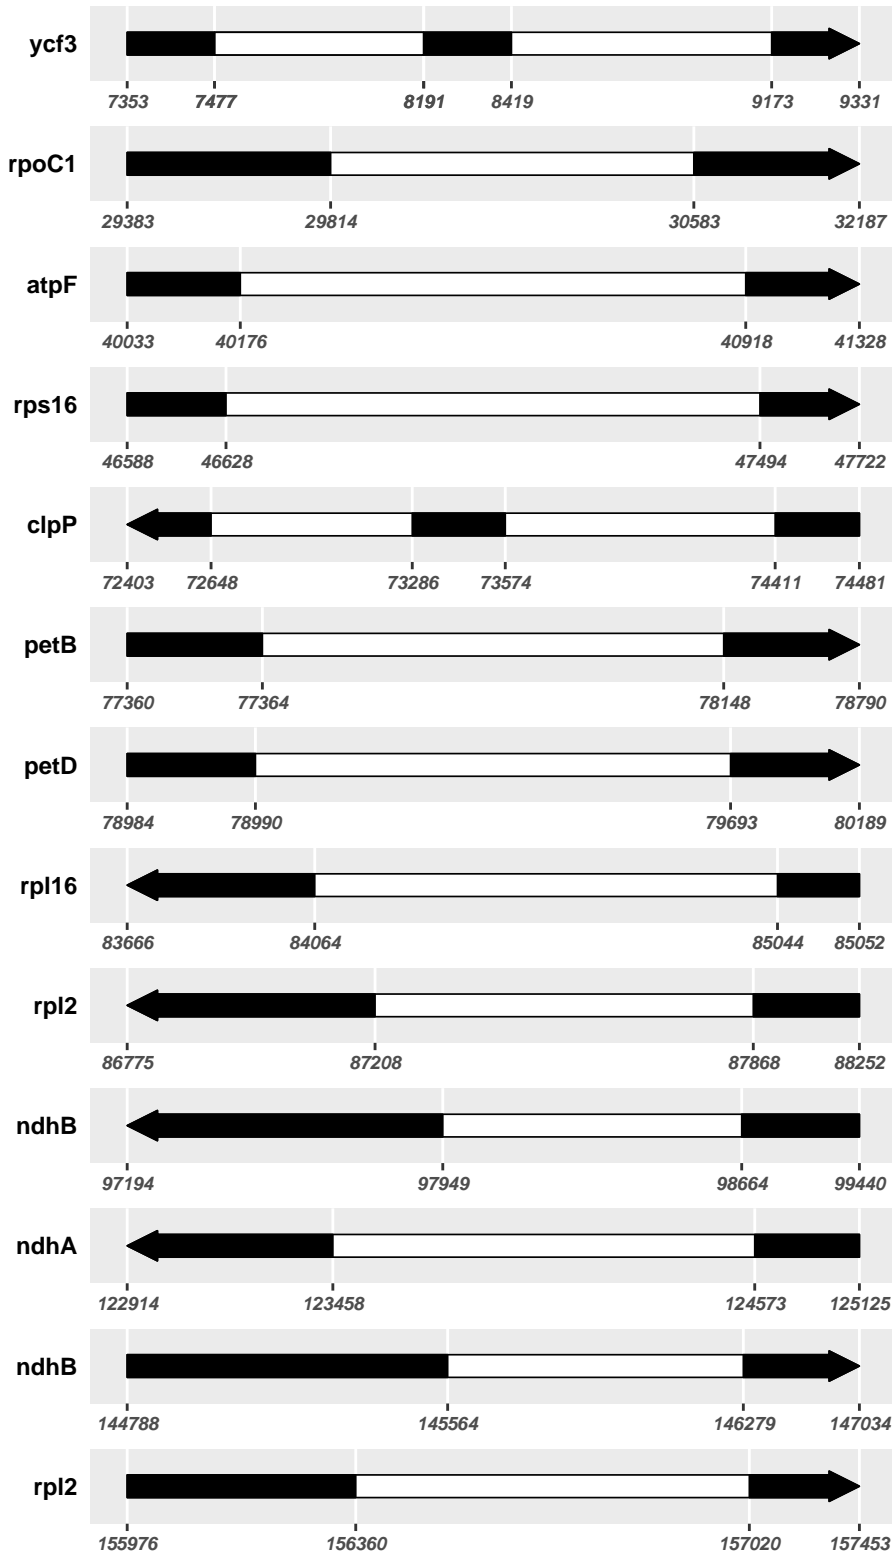 ycf3
7353 7477 8191 8419 9173 9331
rpoC1
29383 29814 30583 32187
atpF
40033 40176 40918 41328
rps16
46588 46628 47494 47722
clpP
72403 72648 73286 73574 74411 74481
petB
77360 77364 78148 78790
petD
78984 78990 79693 80189
rpl16
83666 84064 85044 85052
rpl2
86775 87208 87868 88252
ndhB
97194 97949 98664 99440
ndhA
122914 123458 124573 125125
ndhB
144788 145564 146279 147034
rpl2
155976 156360 157020 157453